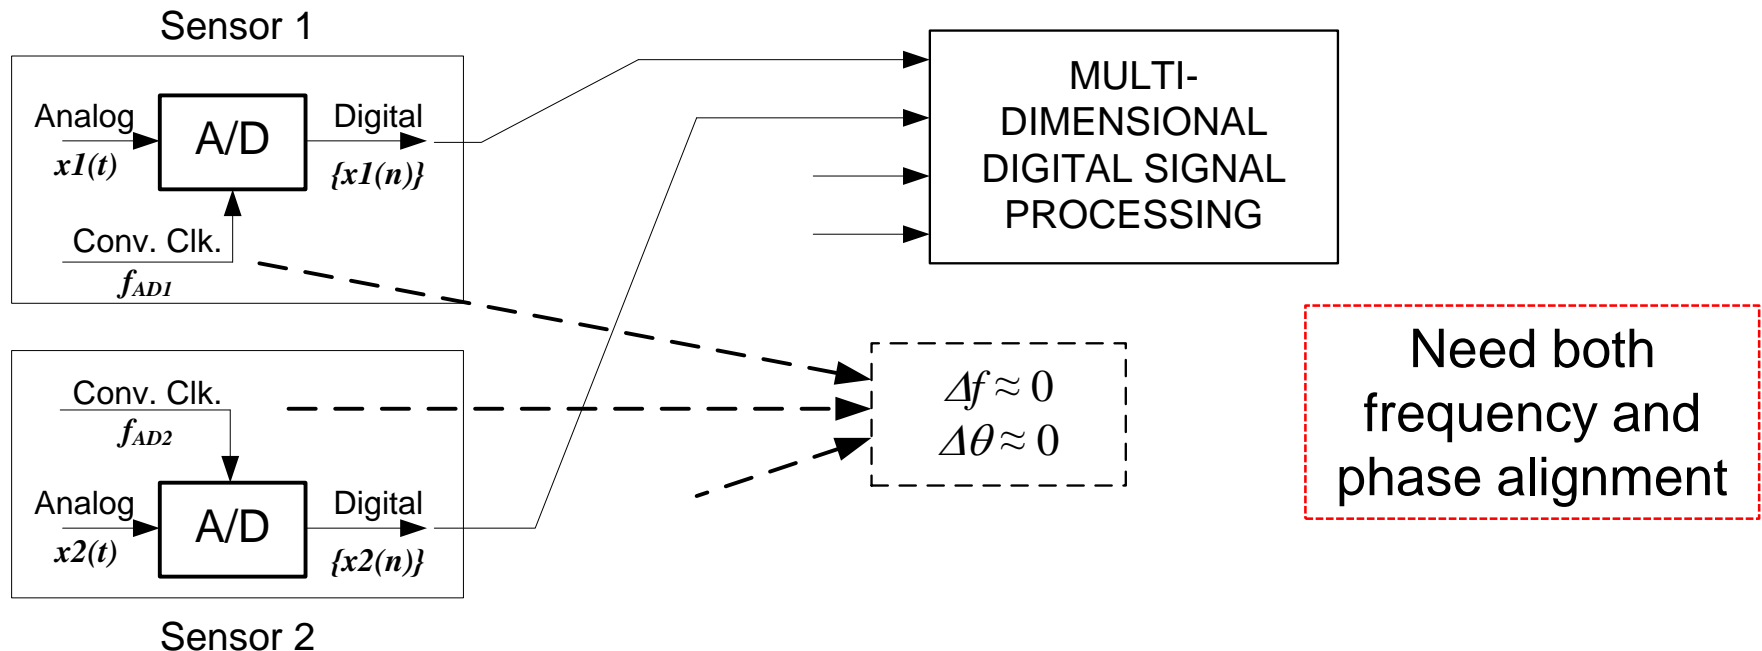 Sensor 1
Analog
A/D
Digital
x1(t)
{x1(n)}
Conv. Clk.
fAD1
MULTI-
DIMENSIONAL
DIGITAL SIGNAL
PROCESSING
Conv. Clk.
fAD2
Analog
A/D
Digital
x2(t)
{x2(n)}
Sensor 2
Δf ≈ 0
Δθ ≈ 0
Need both
frequency and
phase alignment